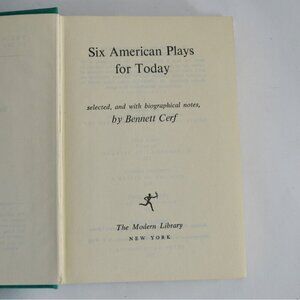 Six American Plays
for Today
selected, and with biographical notes,
by Bennett Cerf
The Modern Library
NEW YORK